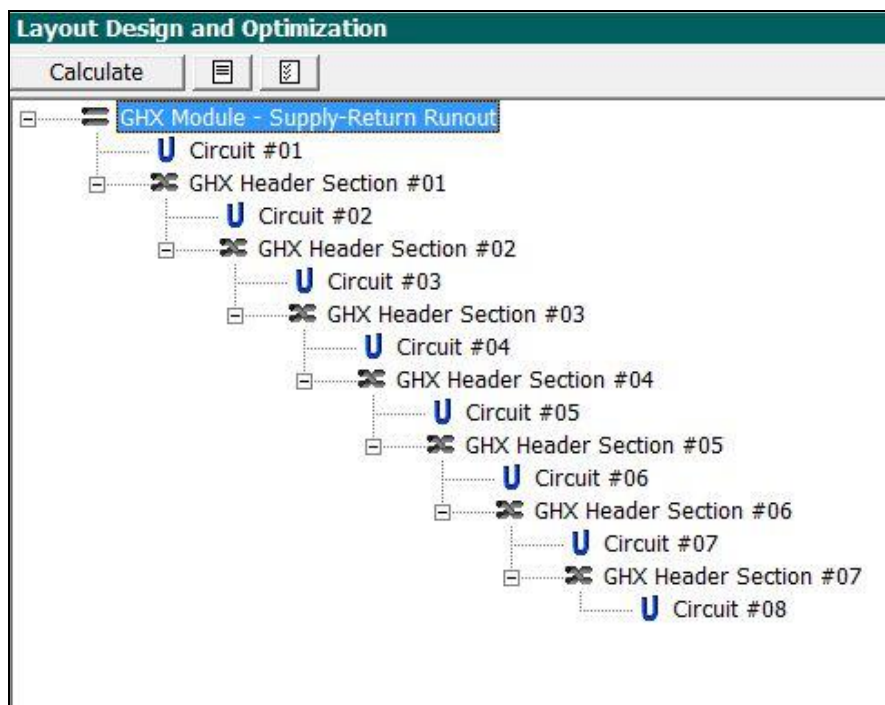 Layout Design and Optimization
Calculate
GHX Module - Supply-Return Runout
Circuit #01
GHX Header Section #01
Circuit #02
GHX Header Section #02
Circuit #03
GHX Header Section #03
Circuit #04
GHX Header Section #04
Circuit #05
GHX Header Section #05
Circuit #06
GHX Header Section #06
Circuit #07
GHX Header Section #07
Circuit #08